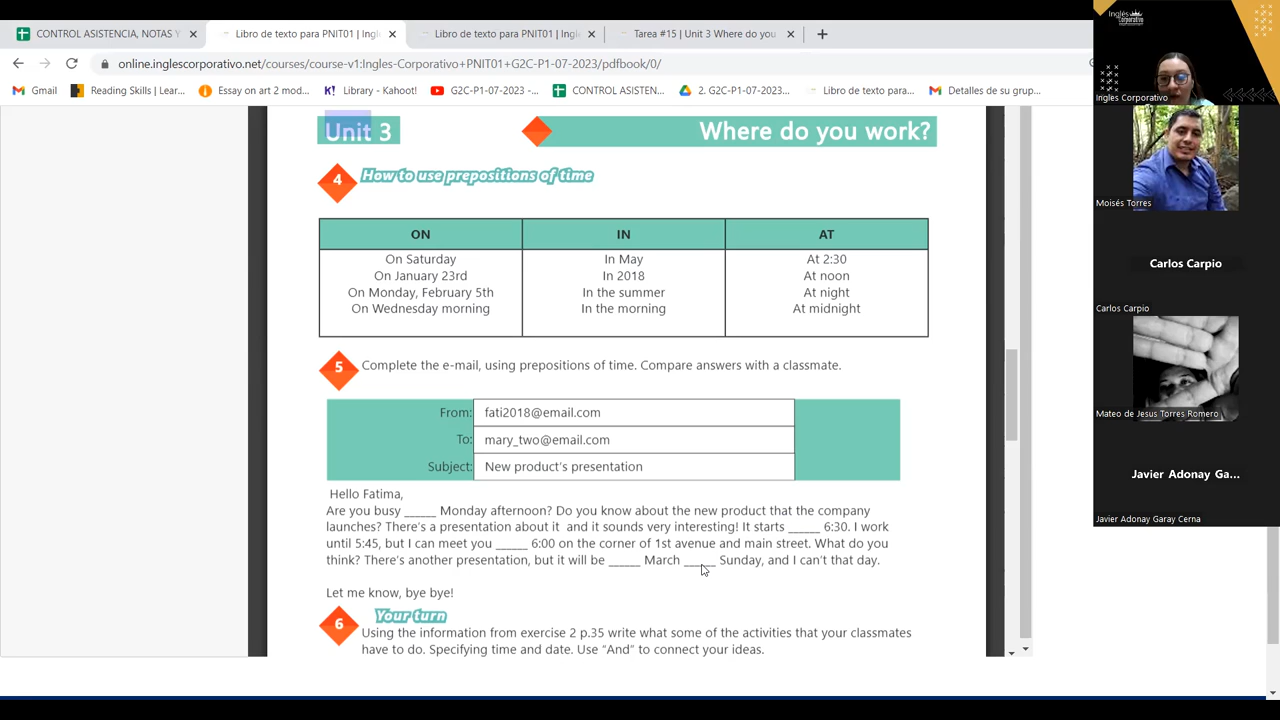 CONTROL ASISTENCIA, NOTAS Y
Libro de texto para PNIT01 | Ingl
Libro de texto para PNIT01 | Ingl
Tarea #15 | Unit 3 Where do you
online.inglescorporativo.net/courses/course-v1:Ingles-Corporativo+PNIT01+G2C-P1-07-2023/pdfbook/0/
Gmail
Reading Skills | Lear...
Essay on art 2 mod...
Library - Kahoot!
G2C-P1-07-2023 -...
CONTROL ASISTEN...
2. G2C-P1-07-2023...
Libro de texto para...
Detalles de su grup...
Unit 3
Where do you work?
4
How to use prepositions of time
ON IN AT
On Saturday In May At 2:30
On January 23rd In 2018 At noon
On Monday, February 5th In the summer At night
On Wednesday morning In the morning At midnight
5
Complete the e-mail, using prepositions of time. Compare answers with a classmate.
From: fati2018@email.com
To: mary_two@email.com
Subject: New product's presentation
Hello Fatima,
Are you busy ______ Monday afternoon? Do you know about the new product that the company
launches? There's a presentation about it and it sounds very interesting! It starts ______ 6:30. I work
until 5:45, but I can meet you ______ 6:00 on the corner of 1st avenue and main street. What do you
think? There's another presentation, but it will be ______ March ______ Sunday, and I can't that day.
Let me know, bye bye!
6
Your turn
Using the information from exercise 2 p.35 write what some of the activities that your classmates
have to do. Specifying time and date. Use “And” to connect your ideas.
Inglés
Corporativo
Ingles Corporativo
Moisés Torres
Carlos Carpio
Carlos Carpio
Mateo de Jesus Torres Romero
Javier Adonay Ga...
Javier Adonay Garay Cerna